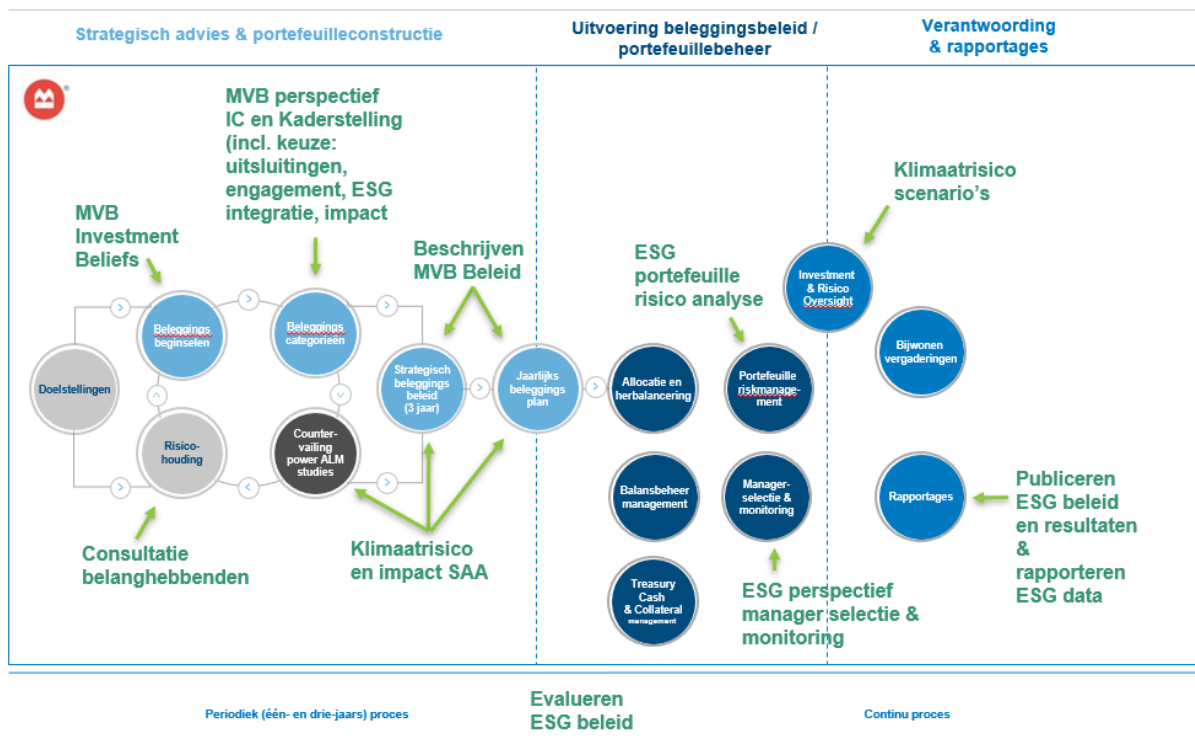 Strategisch advies & portefeuilleconstructie
Uitvoering beleggingsbeleid /
portefeuillebeheer
Verantwoording
& rapportages
MVB perspectief
IC en Kaderstelling
(incl. keuze:
uitsluitingen,
engagement, ESG
integratie, impact
MVB
Investment
Beliefs
Beschrijven
MVB Beleid
ESG
portefeuille
risico analyse
Klimaatrisico
scenario's
Doelstellingen
Beleggings
beginselen
Beleggings
categorieën
Risico-
houding
Counter-
vailing
power ALM
studies
Strategisch
beleggings
beleid
(3 jaar)
Jaarlijks
beleggings
plan
Allocatie en
herbalancering
Portefeuille
riskmanage-
ment
Investment
& Risico
Oversight
Bijwonen
vergaderingen
Balansbeheer
management
Manager-
selectie &
monitoring
Rapportages
Treasury
Cash
& Collateral
management
Consultatie
belanghebbenden
Klimaatrisico
en impact SAA
ESG perspectief
manager selectie &
monitoring
Publiceren
ESG beleid
en resultaten
&
rapporteren
ESG data
Periodiek (één- en drie-jaars) proces
Evalueren
ESG beleid
Continu proces